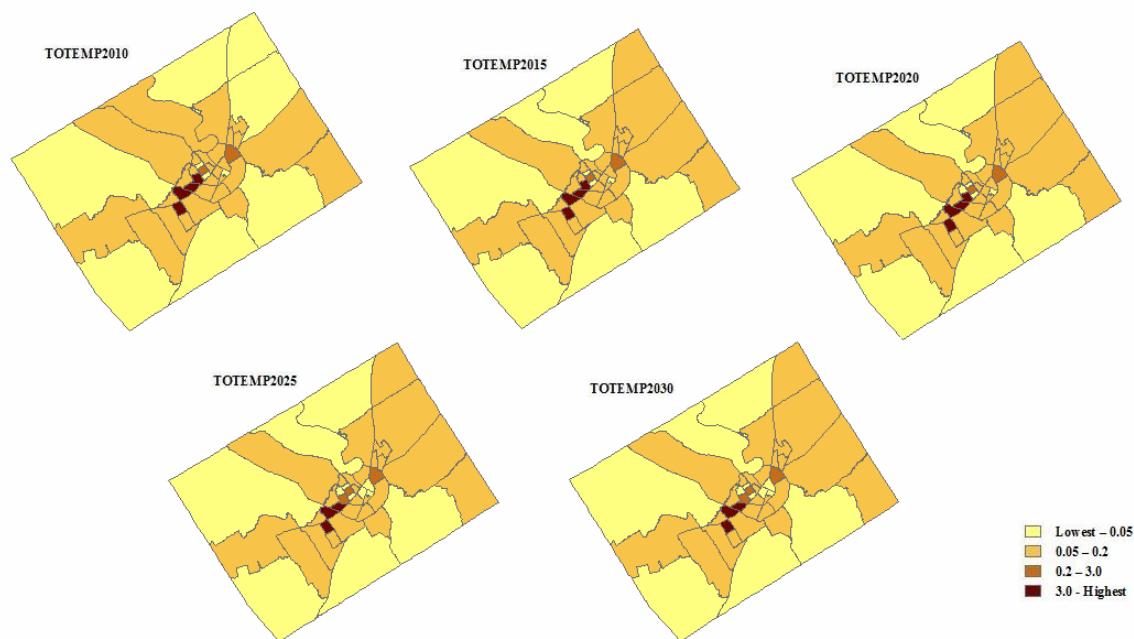 TOTEMP2010
TOTEMP2015
TOTEMP2020
TOTEMP2025
TOTEMP2030
Lowest – 0.05
0.05 – 0.2
0.2 – 3.0
3.0 - Highest